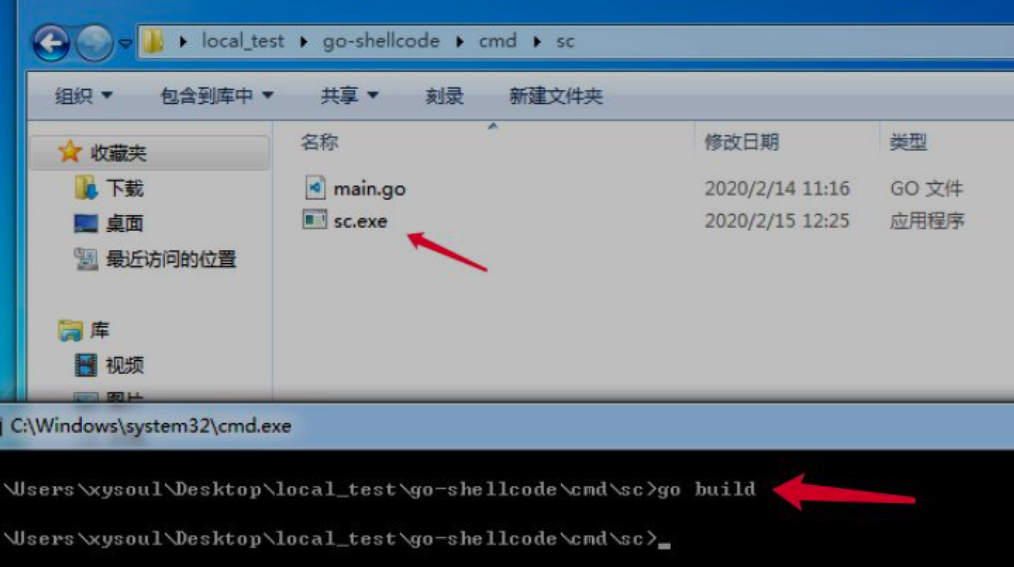 local_test go-shellcode cmd sc
组织 包含到库中 共享 刻录 新建文件夹
名称 修改日期 类型
收藏夹
下载
main.go 2020/2/14 11:16 GO 文件
桌面
sc.exe 2020/2/15 12:25 应用程序
最近访问的位置
库
视频
图片
C:\Windows\system32\cmd.exe
\Users\xysoul\Desktop\local_test\go-shellcode\cmd\sc>go build
\Users\xysoul\Desktop\local_test\go-shellcode\cmd\sc>_